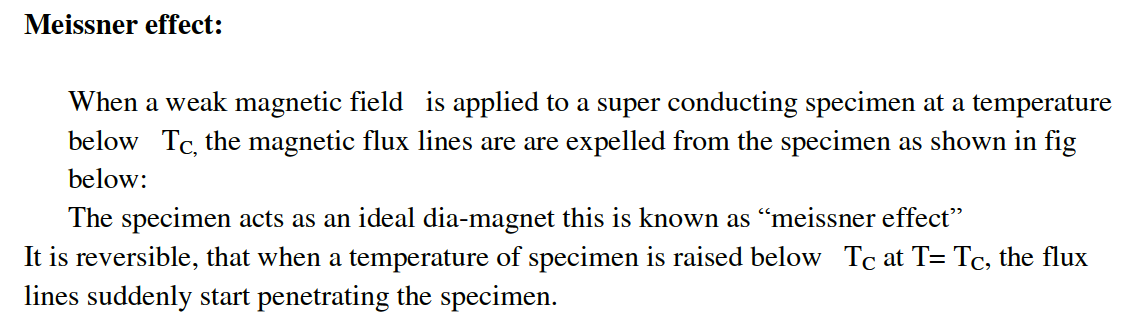 Meissner effect:
When a weak magnetic field is applied to a super conducting specimen at a temperature
below TC, the magnetic flux lines are are expelled from the specimen as shown in fig
below:
The specimen acts as an ideal dia-magnet this is known as “meissner effect”
It is reversible, that when a temperature of specimen is raised below TC at T= TC, the flux
lines suddenly start penetrating the specimen.